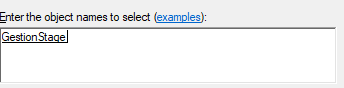 Enter the object names to select (examples):
GestionStage